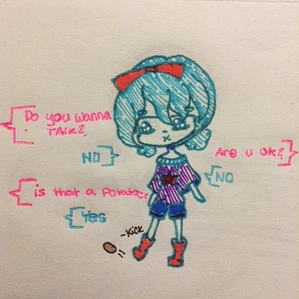 Do you wanna
TALK?
NO
Are u OK?
NO
is that a Potato?
Yes
-Kick